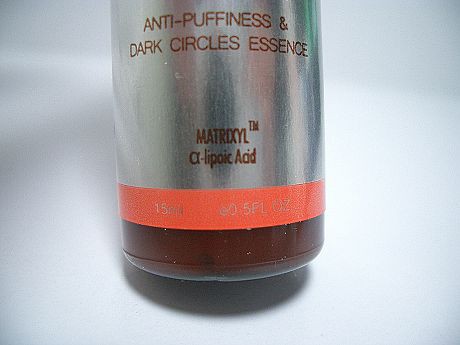 ANTI-PUFFINESS &
DARK CIRCLES ESSENCE
MATRIXYL™
α-lipoic Acid
15ml ℮0.5FL OZ.